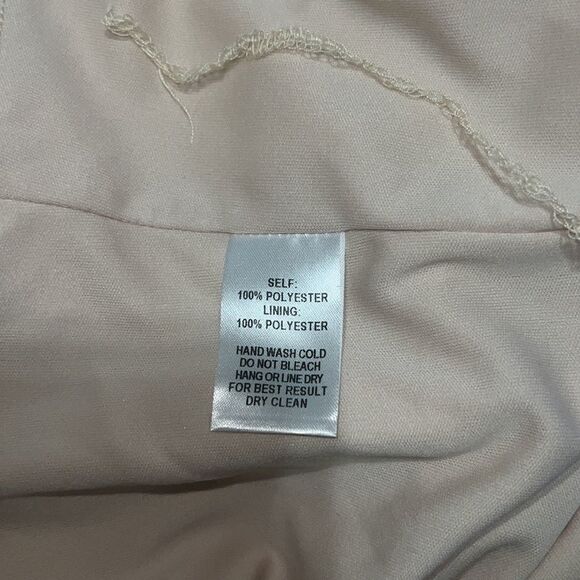 SELF:
100% POLYESTER
LINING:
100% POLYESTER
HAND WASH COLD
DO NOT BLEACH
HANG OR LINE DRY
FOR BEST RESULT
DRY CLEAN